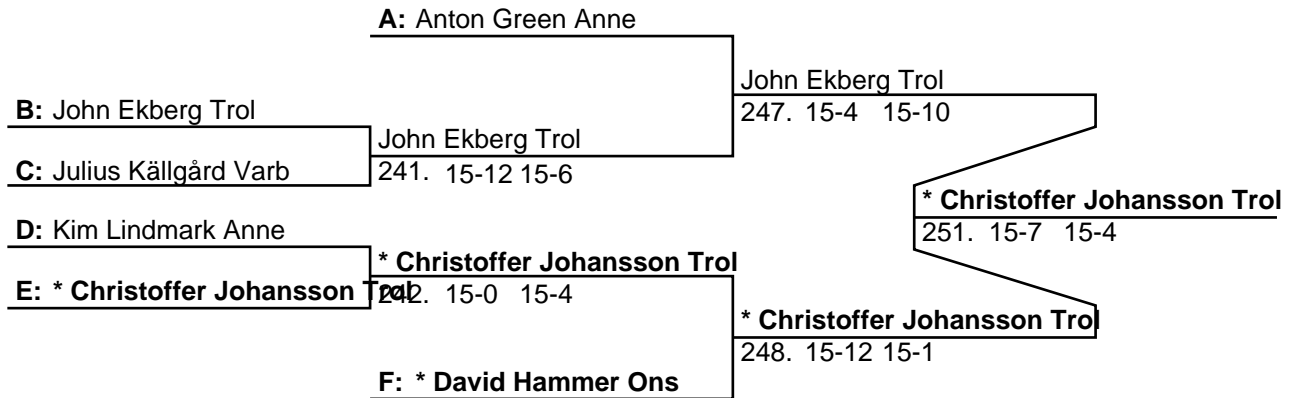 A: Anton Green Anne
John Ekberg Trol
247. 15-4 15-10
B: John Ekberg Trol
John Ekberg Trol
241. 15-12 15-6
C: Julius Källgård Varb
* Christoffer Johansson Trol
251. 15-7 15-4
D: Kim Lindmark Anne
* Christoffer Johansson Trol
242. 15-0 15-4
E: * Christoffer Johansson Trol
* Christoffer Johansson Trol
248. 15-12 15-1
F: * David Hammer Ons